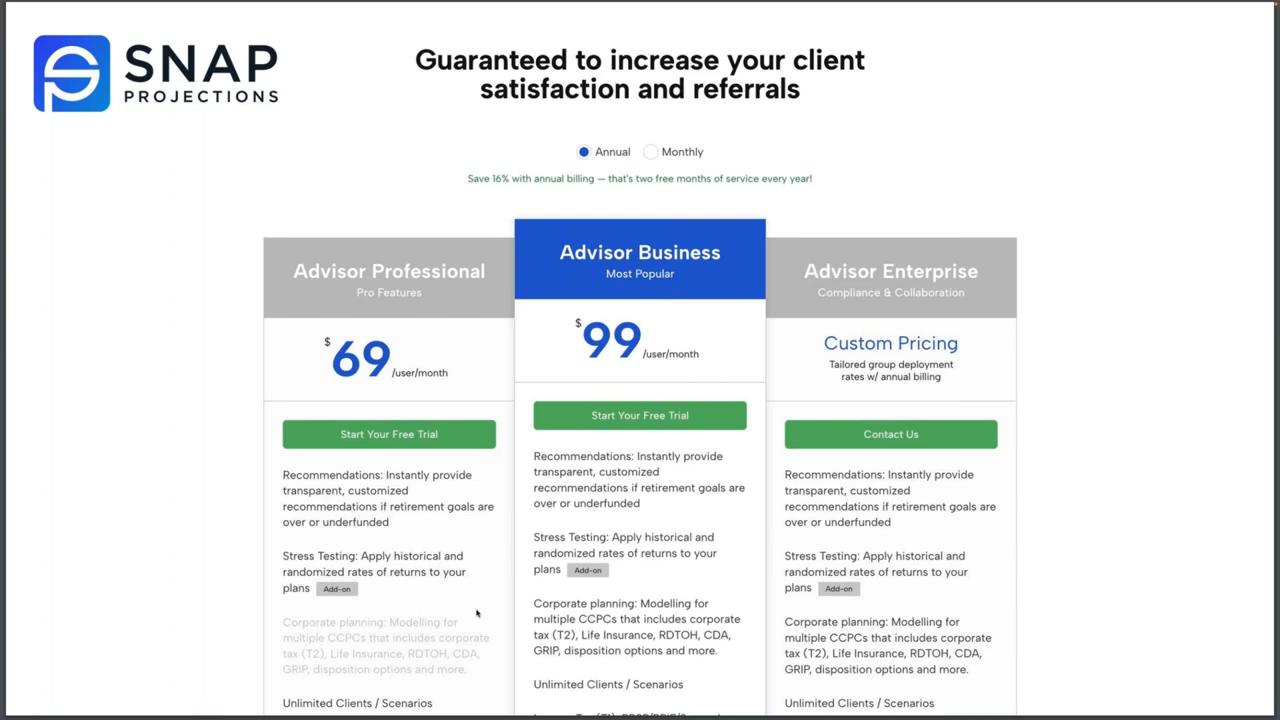 SNAP
PROJECTIONS
Guaranteed to increase your client
satisfaction and referrals
Annual
Monthly
Save 16% with annual billing — that's two free months of service every year!
Advisor Professional
Pro Features
$
69
/user/month
Start Your Free Trial
Recommendations: Instantly provide
transparent, customized
recommendations if retirement goals are
over or underfunded
Stress Testing: Apply historical and
randomized rates of returns to your
plans Add-on
Corporate planning: Modelling for
multiple CCPCs that includes corporate
tax (T2), Life Insurance, RDTOH, CDA,
GRIP, disposition options and more.
Unlimited Clients / Scenarios
Advisor Business
Most Popular
$
99
/user/month
Start Your Free Trial
Recommendations: Instantly provide
transparent, customized
recommendations if retirement goals are
over or underfunded
Stress Testing: Apply historical and
randomized rates of returns to your
plans Add-on
Corporate planning: Modelling for
multiple CCPCs that includes corporate
tax (T2), Life Insurance, RDTOH, CDA,
GRIP, disposition options and more.
Unlimited Clients / Scenarios
Advisor Enterprise
Compliance & Collaboration
Custom Pricing
Tailored group deployment
rates w/ annual billing
Contact Us
Recommendations: Instantly provide
transparent, customized
recommendations if retirement goals are
over or underfunded
Stress Testing: Apply historical and
randomized rates of returns to your
plans Add-on
Corporate planning: Modelling for
multiple CCPCs that includes corporate
tax (T2), Life Insurance, RDTOH, CDA,
GRIP, disposition options and more.
Unlimited Clients / Scenarios